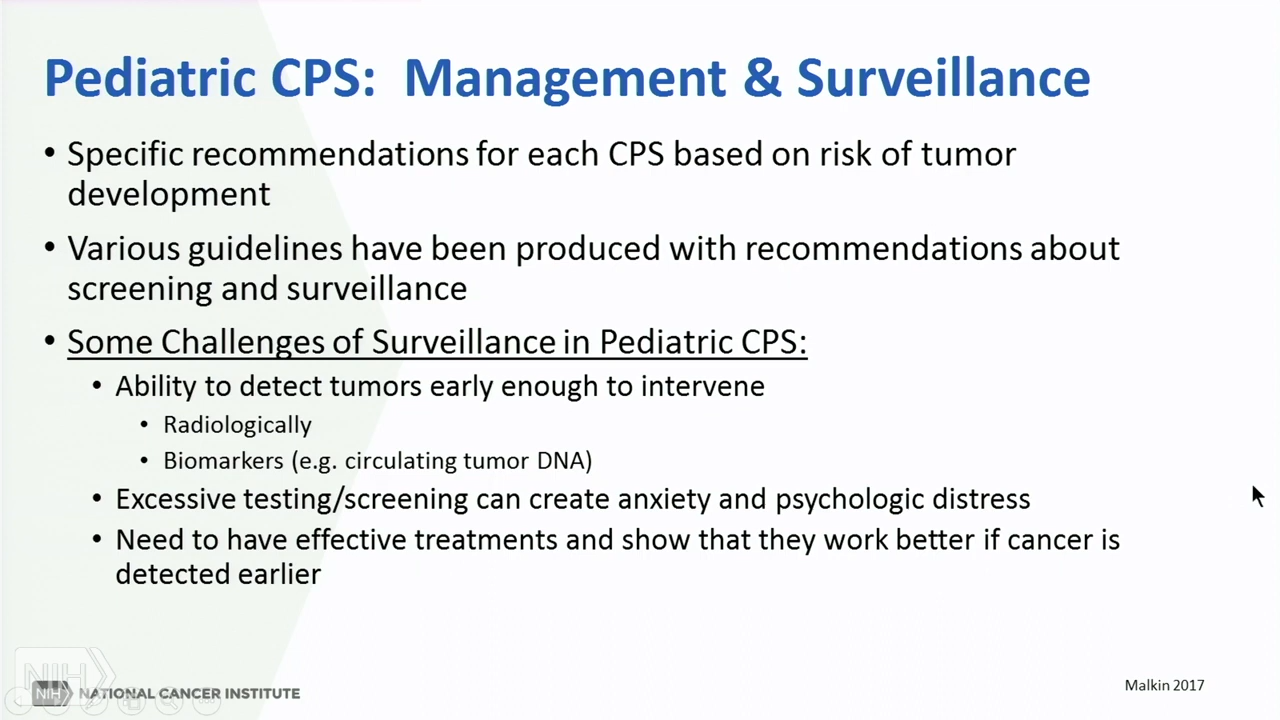 Pediatric CPS: Management & Surveillance
• Specific recommendations for each CPS based on risk of tumor
development
• Various guidelines have been produced with recommendations about
screening and surveillance
• Some Challenges of Surveillance in Pediatric CPS:
• Ability to detect tumors early enough to intervene
• Radiologically
• Biomarkers (e.g. circulating tumor DNA)
• Excessive testing/screening can create anxiety and psychologic distress
• Need to have effective treatments and show that they work better if cancer is
detected earlier
NIH
NIH NATIONAL CANCER INSTITUTE
Malkin 2017